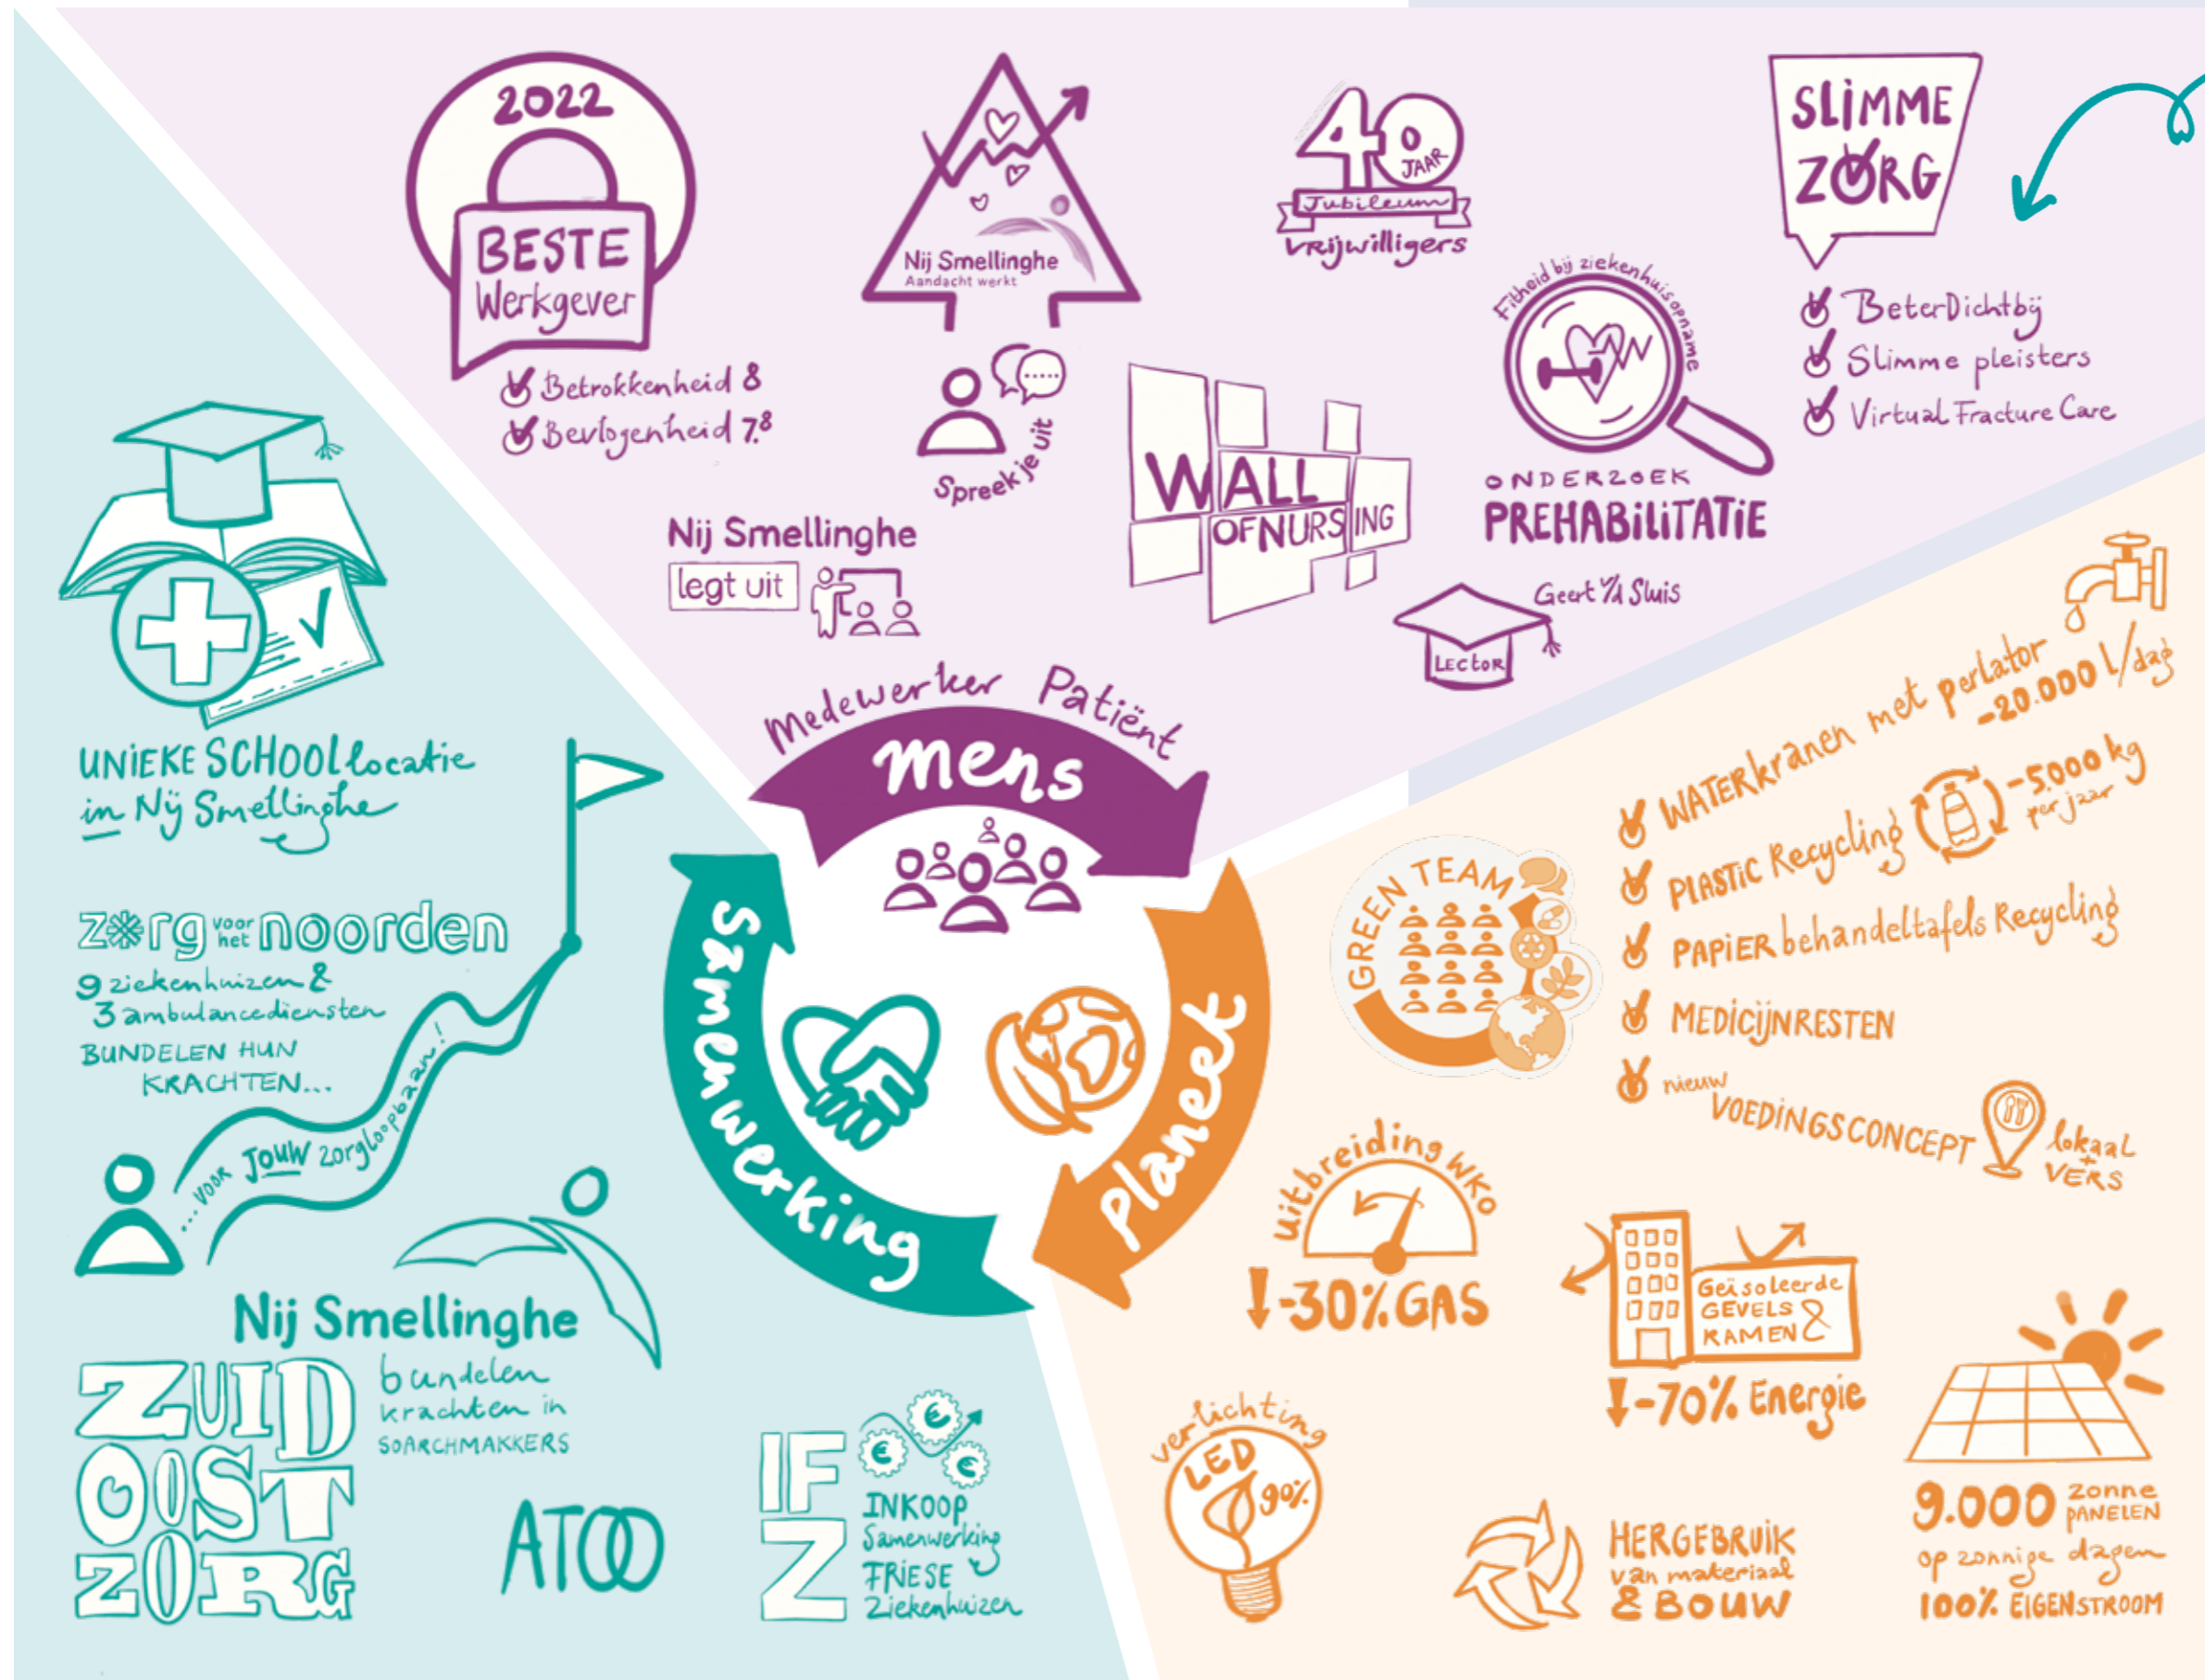 2022
BESTE
Werkgever
Betrokkenheid 8
Bevlogenheid 7.8
Nij Smellinghe
Aandacht werkt
Spreek je uit
Nij Smellinghe
legt uit
40
JAAR
Jubileum
VRijwilligers
WALL
OF NURSING
Fitheid bij ziekenhuisopname
ONDERZOEK
PREHABiLiTATiE
Geert v/d Sluis
LECTOR
SLiMME
ZORG
BeterDichtbij
Slimme pleisters
Virtual Fracture Care
Medewerker Patiënt
mens
Samenwerking
planeet
UNiEKE SCHOOLlocatie
in Nij Smellinghe
zorg voor het noorden
9 ziekenhuizen &
3 ambulancediensten
BUNDELEN HUN
KRACHTEN...
...VOOR JOUW zorgloopbaan!
Nij Smellinghe
ZUID
OOST
ZORG
bundelen
krachten in
SOARCHMAKKERS
ATOO
IF
Z
€ € €
INKOOP
Samenwerking
FRiESE
Ziekenhuizen
GREEN TEAM
WATERkranen met perlator
-20.000 l/dag
PlASTiC Recycling
-5.000 kg
per jaar
PAPiER behandeltafels Recycling
MEDiCijNRESTEN
nieuw
VOEDiNGSCONCEPT
lokaal
+
VERS
uitbreiding WKO
-30% GAS
Geïsoleerde
GEVELS &
RAMEN
-70% Energie
verlichting
LED
90%
HERGEBRUiK
van materiaal
& BOUW
9.000 zonne
PANELEN
op zonnige dagen
100% EiGEN STROOM